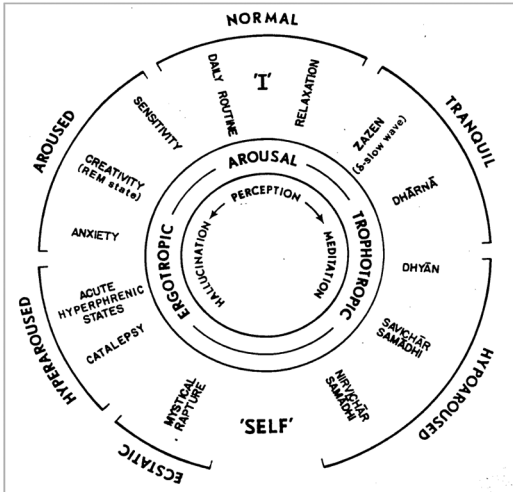 NORMAL
'I'
DAILY ROUTINE
RELAXATION
SENSITIVITY
AROUSED
CREATIVITY
(REM state)
ANXIETY
HYPERAROUSED
ACUTE
HYPERPHRENIC
STATES
CATALEPSY
ECSTATIC
MYSTICAL
RAPTURE
'SELF'
TRANQUIL
ZAZEN
(δ-slow wave)
DHĀRNĀ
HYPOAROUSED
DHYĀN
SAVICHĀR
SAMĀDHI
NIRVICHĀR
SAMĀDHI
AROUSAL
ERGOTROPIC
TROPHOTROPIC
PERCEPTION
HALLUCINATION
MEDITATION